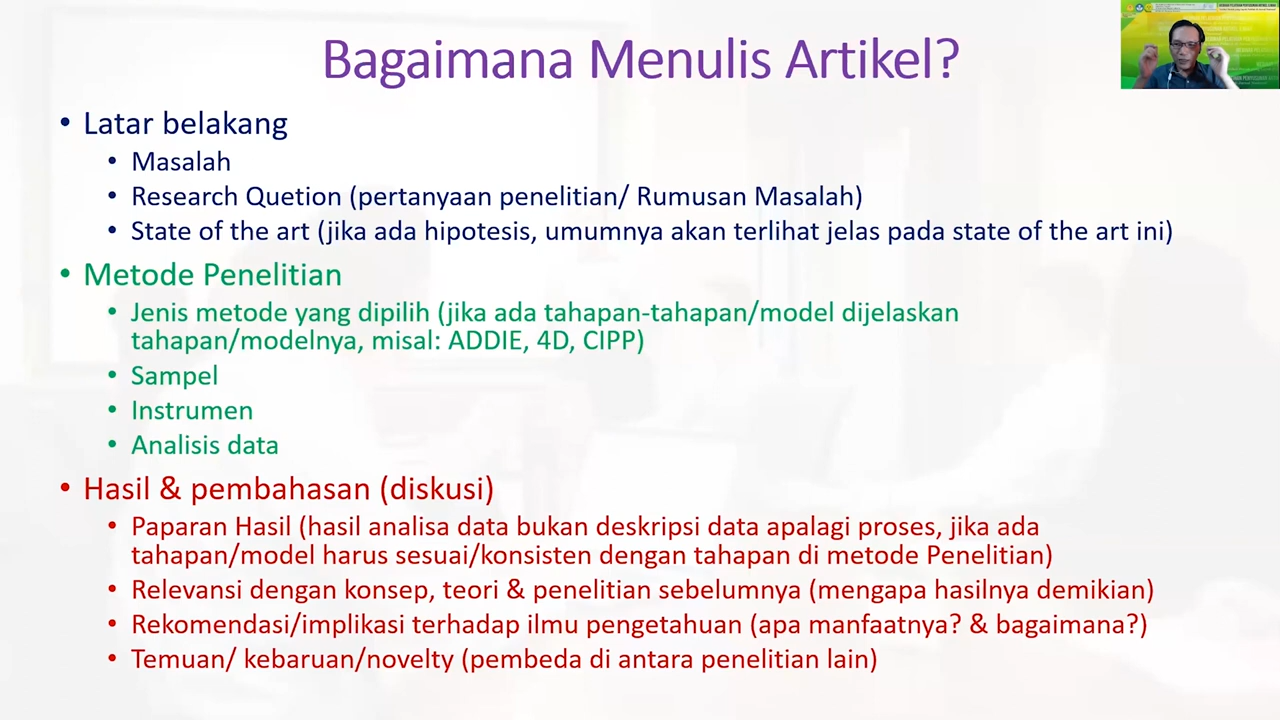 Bagaimana Menulis Artikel?
• Latar belakang
• Masalah
• Research Quetion (pertanyaan penelitian/ Rumusan Masalah)
• State of the art (jika ada hipotesis, umumnya akan terlihat jelas pada state of the art ini)
• Metode Penelitian
• Jenis metode yang dipilih (jika ada tahapan-tahapan/model dijelaskan
tahapan/modelnya, misal: ADDIE, 4D, CIPP)
• Sampel
• Instrumen
• Analisis data
• Hasil & pembahasan (diskusi)
• Paparan Hasil (hasil analisa data bukan deskripsi data apalagi proses, jika ada
tahapan/model harus sesuai/konsisten dengan tahapan di metode Penelitian)
• Relevansi dengan konsep, teori & penelitian sebelumnya (mengapa hasilnya demikian)
• Rekomendasi/implikasi terhadap ilmu pengetahuan (apa manfaatnya? & bagaimana?)
• Temuan/ kebaruan/novelty (pembeda di antara penelitian lain)